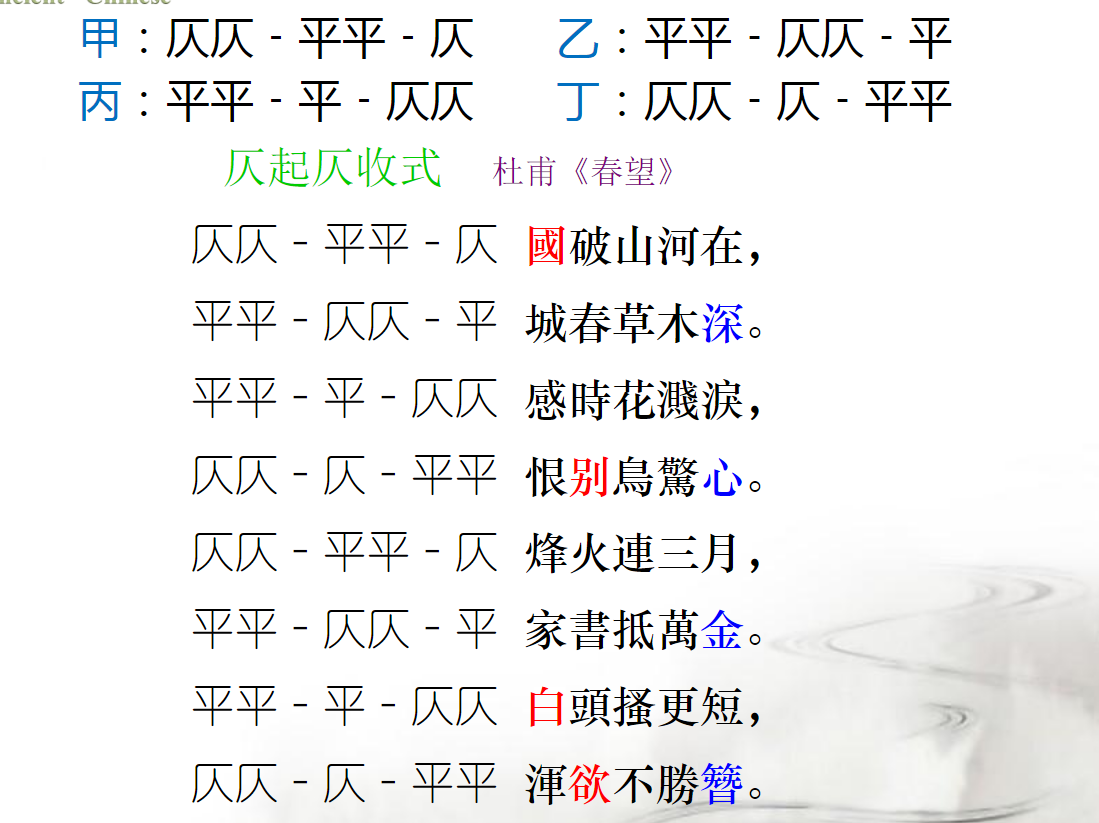 甲：仄仄－平平－仄　　乙：平平－仄仄－平
丙：平平－平－仄仄　　丁：仄仄－仄－平平
仄起仄收式　杜甫《春望》
仄仄－平平－仄　國破山河在，
平平－仄仄－平　城春草木深。
平平－平－仄仄　感時花濺淚，
仄仄－仄－平平　恨别鳥驚心。
仄仄－平平－仄　烽火連三月，
平平－仄仄－平　家書抵萬金。
平平－平－仄仄　白頭搔更短，
仄仄－仄－平平　渾欲不勝簪。